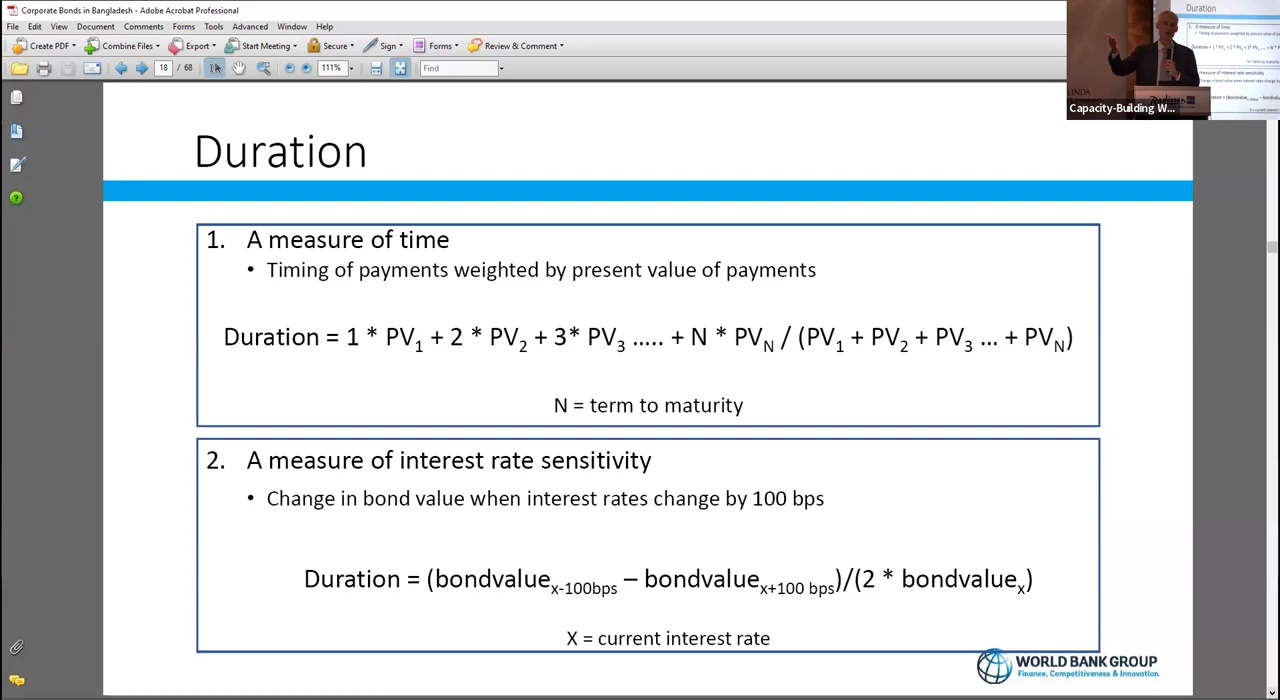 Corporate Bonds in Bangladesh - Adobe Acrobat Professional
File Edit View Document Comments Forms Tools Advanced Window Help
Create PDF Combine Files Export Start Meeting Secure Sign Forms Review & Comment
18 / 68 111% Find
Duration
1. A measure of time
• Timing of payments weighted by present value of payments
Duration = 1 * PV1 + 2 * PV2 + 3* PV3 ..... + N * PVN / (PV1 + PV2 + PV3 ... + PVN)
N = term to maturity
2. A measure of interest rate sensitivity
• Change in bond value when interest rates change by 100 bps
Duration = (bondvaluex-100bps – bondvaluex+100 bps)/(2 * bondvaluex)
X = current interest rate
WORLD BANK GROUP
Finance, Competitiveness & Innovation
Duration
1. A measure of time
LINDA
Capacity-Building W...